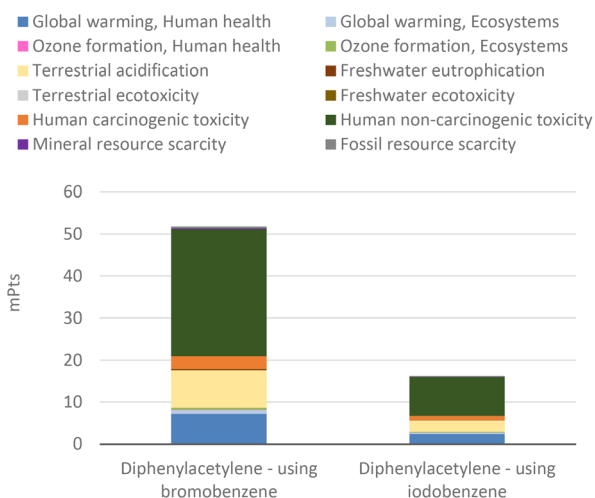 Global warming, Human health
Global warming, Ecosystems
Ozone formation, Human health
Ozone formation, Ecosystems
Terrestrial acidification
Freshwater eutrophication
Terrestrial ecotoxicity
Freshwater ecotoxicity
Human carcinogenic toxicity
Human non-carcinogenic toxicity
Mineral resource scarcity
Fossil resource scarcity
60
50
40
30
20
10
0
mPts
Diphenylacetylene - using
bromobenzene
Diphenylacetylene - using
iodobenzene